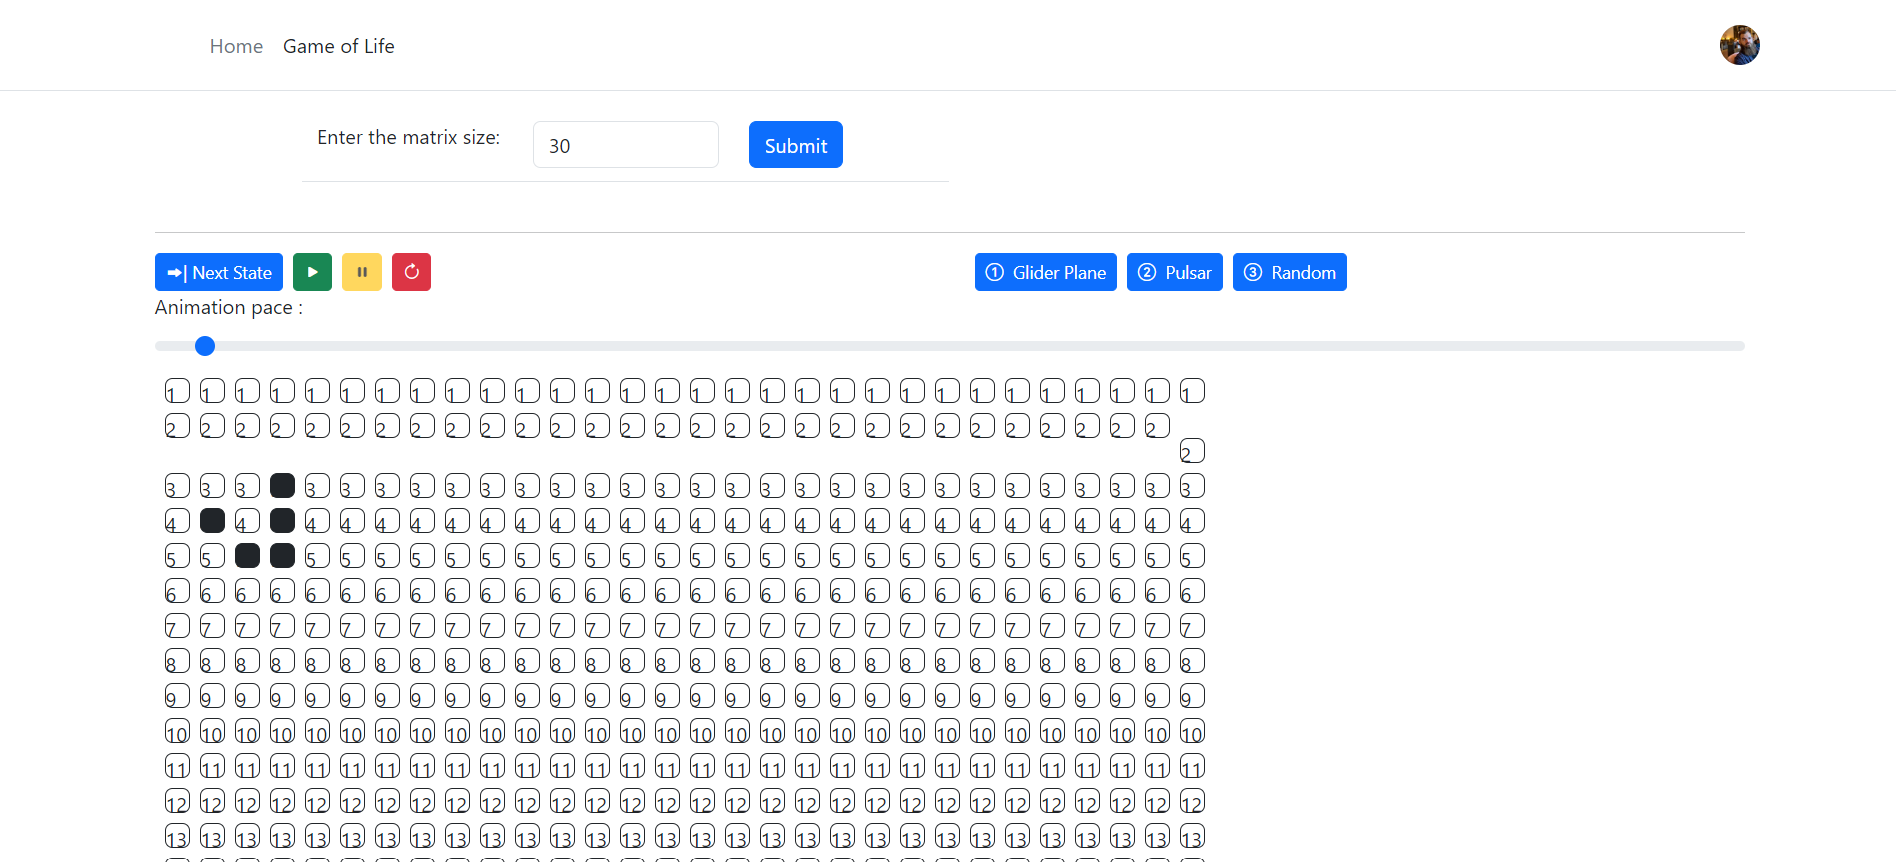 Home Game of Life
Enter the matrix size: 30 Submit
➡| Next State 1 Glider Plane 2 Pulsar 3 Random
Animation pace :
1 1 1 1 1 1 1 1 1 1 1 1 1 1 1 1 1 1 1 1 1 1 1 1 1 1 1 1 1 1
2 2 2 2 2 2 2 2 2 2 2 2 2 2 2 2 2 2 2 2 2 2 2 2 2 2 2 2 2
2
3 3 3 3 3 3 3 3 3 3 3 3 3 3 3 3 3 3 3 3 3 3 3 3 3 3 3 3 3
4 4 4 4 4 4 4 4 4 4 4 4 4 4 4 4 4 4 4 4 4 4 4 4 4 4 4 4
5 5 5 5 5 5 5 5 5 5 5 5 5 5 5 5 5 5 5 5 5 5 5 5 5 5 5 5
6 6 6 6 6 6 6 6 6 6 6 6 6 6 6 6 6 6 6 6 6 6 6 6 6 6 6 6 6 6
7 7 7 7 7 7 7 7 7 7 7 7 7 7 7 7 7 7 7 7 7 7 7 7 7 7 7 7 7 7
8 8 8 8 8 8 8 8 8 8 8 8 8 8 8 8 8 8 8 8 8 8 8 8 8 8 8 8 8 8
9 9 9 9 9 9 9 9 9 9 9 9 9 9 9 9 9 9 9 9 9 9 9 9 9 9 9 9 9 9
10 10 10 10 10 10 10 10 10 10 10 10 10 10 10 10 10 10 10 10 10 10 10 10 10 10 10 10 10 10
11 11 11 11 11 11 11 11 11 11 11 11 11 11 11 11 11 11 11 11 11 11 11 11 11 11 11 11 11 11
12 12 12 12 12 12 12 12 12 12 12 12 12 12 12 12 12 12 12 12 12 12 12 12 12 12 12 12 12 12
13 13 13 13 13 13 13 13 13 13 13 13 13 13 13 13 13 13 13 13 13 13 13 13 13 13 13 13 13 13